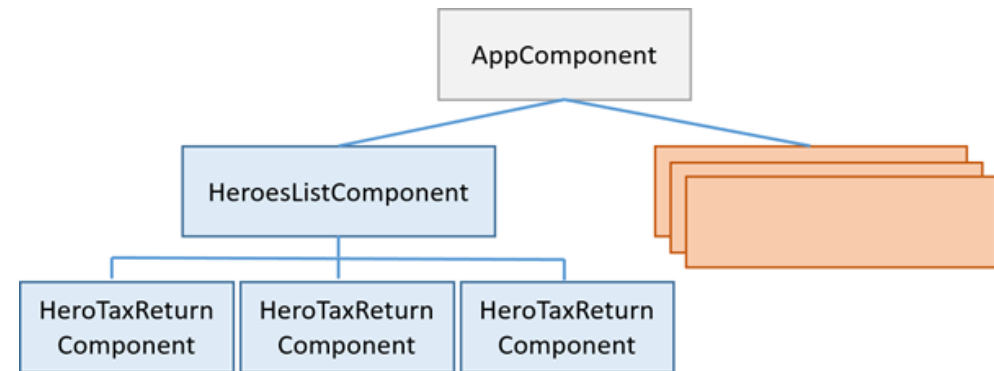 AppComponent
HeroesListComponent
HeroTaxReturn HeroTaxReturn HeroTaxReturn
Component Component Component